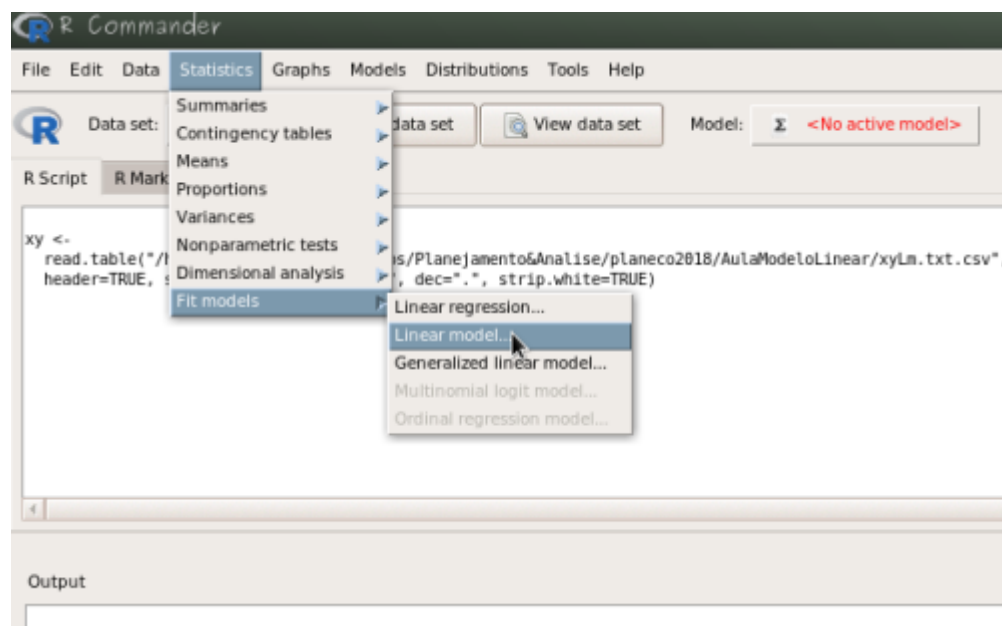 R Commander
File Edit Data Statistics Graphs Models Distributions Tools Help
Data set: data set View data set Model: Σ <No active model>
R Script R Mark
Summaries
Contingency tables
Means
Proportions
Variances
Nonparametric tests
Dimensional analysis
Fit models
Linear regression...
Linear model...
Generalized linear model...
Multinomial logit model...
Ordinal regression model...
xy <-
read.table("/ s/Planejamento&Analise/planeco2018/AulaModeloLinear/xyLm.txt.csv",
header=TRUE, ", dec=".", strip.white=TRUE)
Output